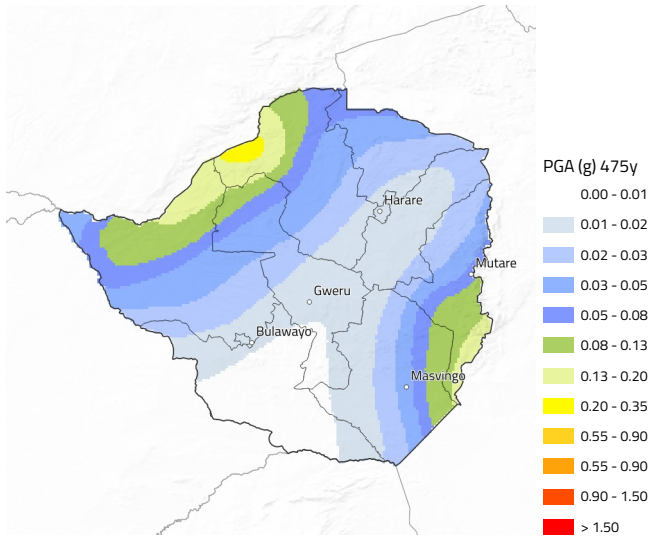 Harare
Mutare
Gweru
Bulawayo
Masvingo
PGA (g) 475y
0.00 - 0.01
0.01 - 0.02
0.02 - 0.03
0.03 - 0.05
0.05 - 0.08
0.08 - 0.13
0.13 - 0.20
0.20 - 0.35
0.55 - 0.90
0.55 - 0.90
0.90 - 1.50
> 1.50